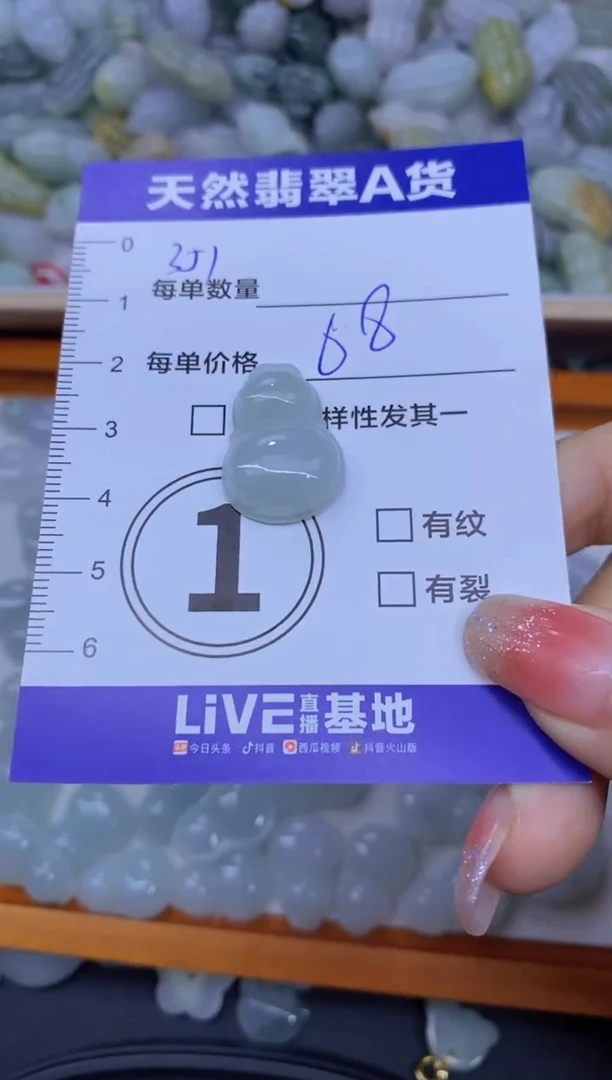 天然翡翠A货
0
1
2
3
4
5
6
351
每单数量
每单价格 68
样性发其一
有纹
1
有裂
LiVE直播基地
今日头条 抖音 西瓜视频 抖音火山版